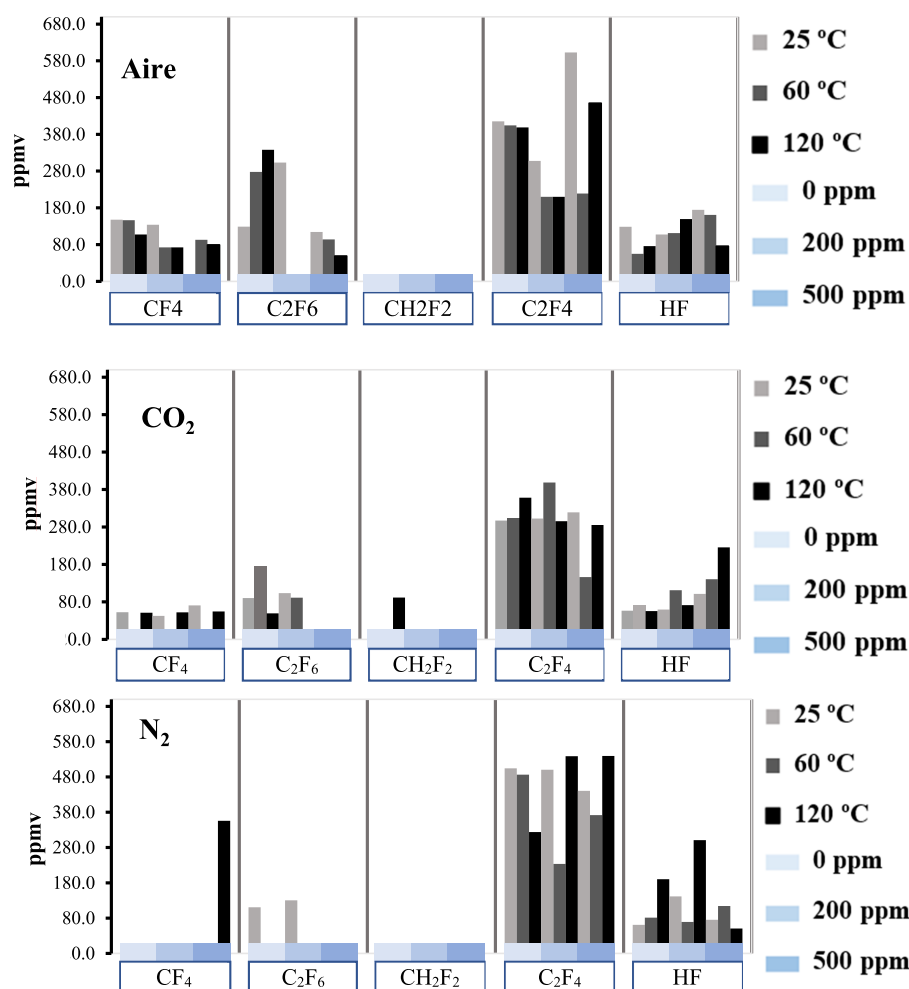 680.0
580.0
480.0
380.0
280.0
180.0
80.0
0.0
ppmv
Aire
CF4
C2F6
CH2F2
C2F4
HF
25 ºC
60 ºC
120 ºC
0 ppm
200 ppm
500 ppm
680.0
580.0
480.0
380.0
280.0
180.0
80.0
0.0
ppmv
CO₂
CF₄
C₂F₆
CH₂F₂
C₂F₄
HF
25 ºC
60 ºC
120 ºC
0 ppm
200 ppm
500 ppm
680.0
580.0
480.0
380.0
280.0
180.0
80.0
0.0
ppmv
N₂
CF₄
C₂F₆
CH₂F₂
C₂F₄
HF
25 ºC
60 ºC
120 ºC
0 ppm
200 ppm
500 ppm